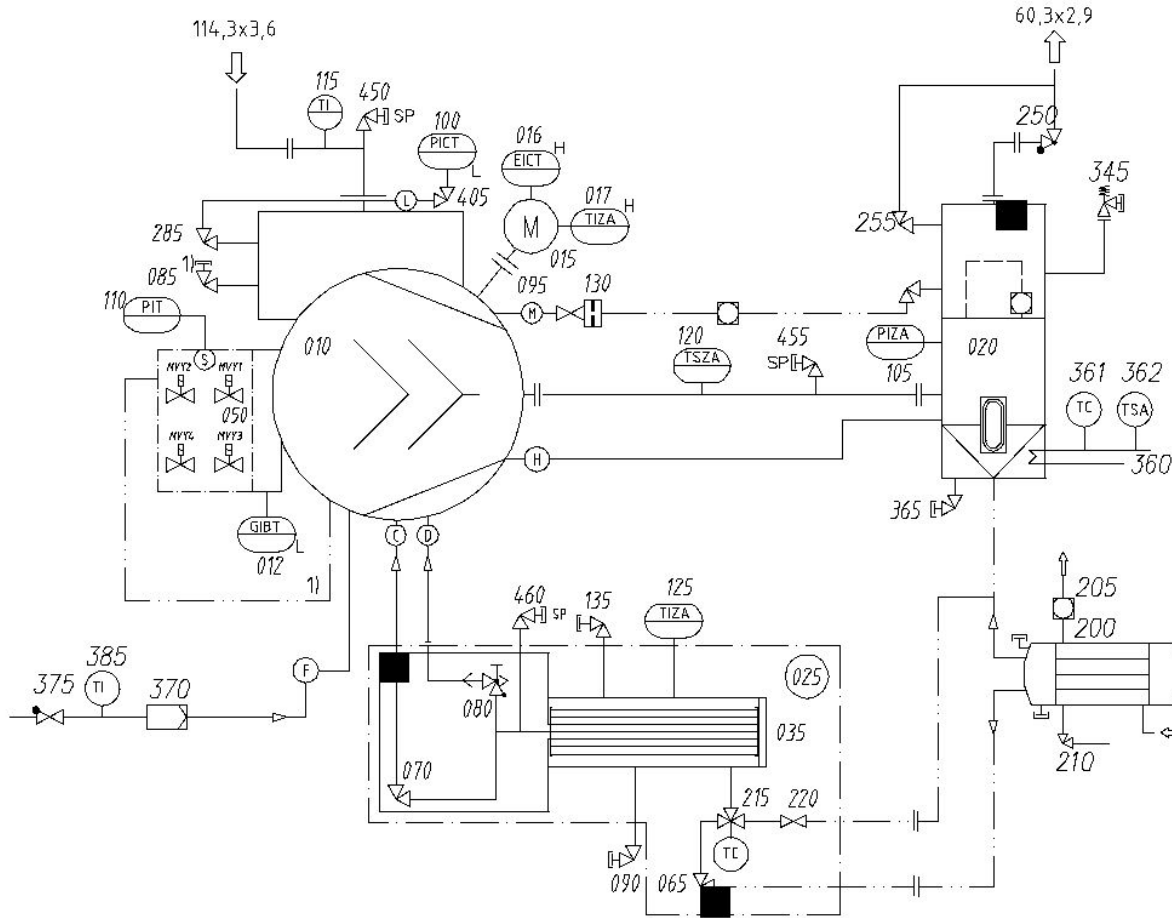 114,3x3,6
60,3x2,9
115
TI
450
SP
100
PICT
L
016
EICT
H
017
TIZA
H
M
015
L
405
250
345
285
255
1)
085
095
M
130
110
PIT
S
010
120
TSZA
455
SP
PIZA
105
020
361
TC
362
TSA
MVY2
MVY1
050
MVY4
MVY3
H
360
365
GIBT
L
012
1)
C
D
460
SP
135
125
TIZA
205
200
385
TI
375
370
F
025
080
035
070
210
215
220
TC
090
065